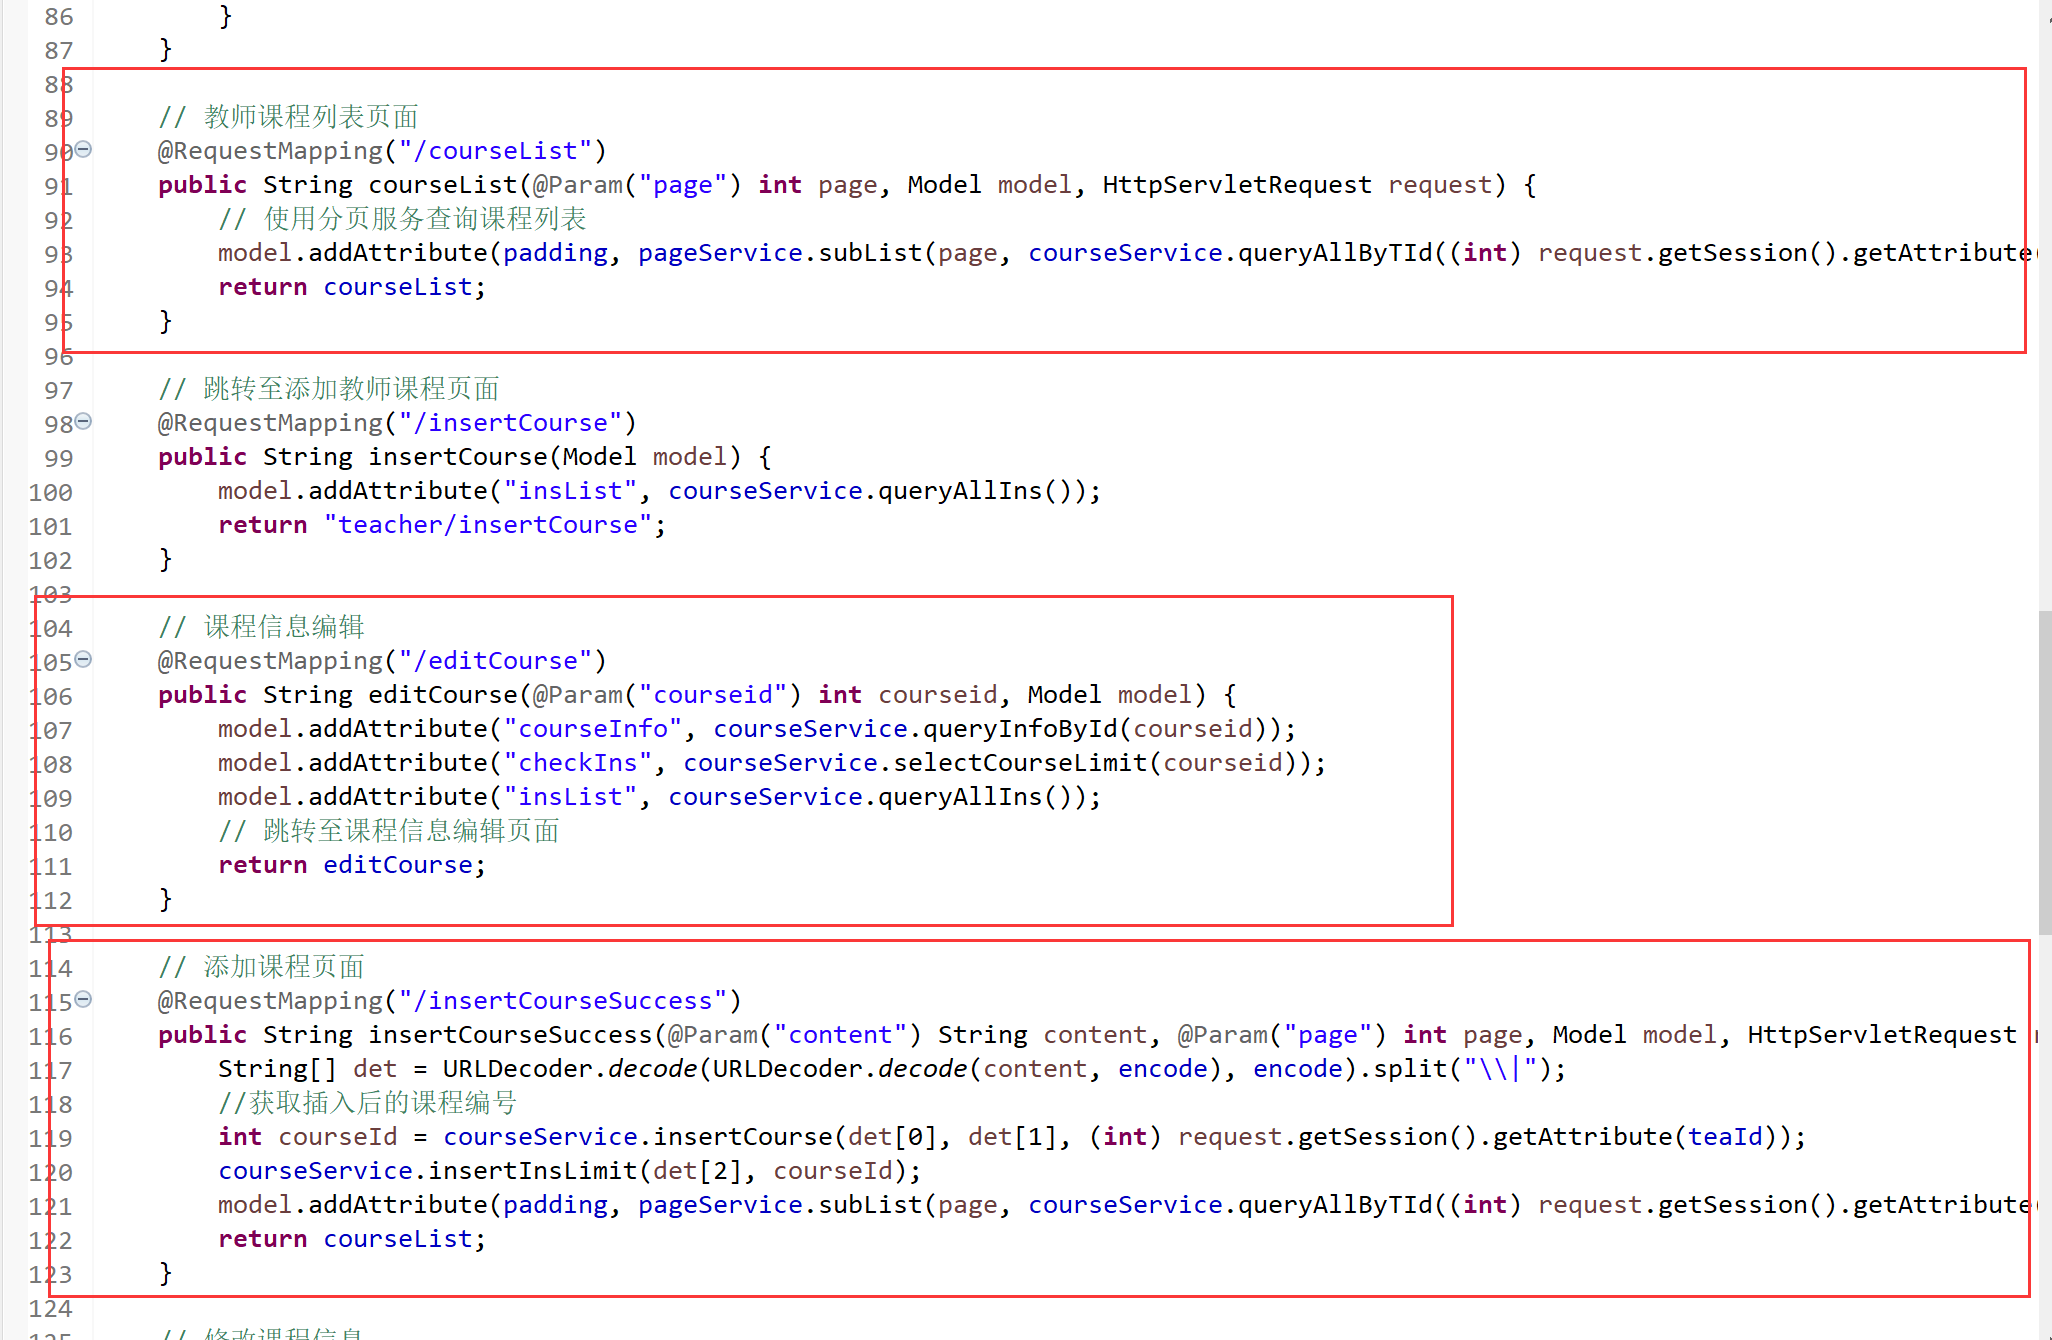 86 }
87 }
88
89 // 教师课程列表页面
90 @RequestMapping("/courseList")
91 public String courseList(@Param("page") int page, Model model, HttpServletRequest request) {
92 // 使用分页服务查询课程列表
93 model.addAttribute(padding, pageService.subList(page, courseService.queryAllByTId((int) request.getSession().getAttribute(
94 return courseList;
95 }
96
97 // 跳转至添加教师课程页面
98 @RequestMapping("/insertCourse")
99 public String insertCourse(Model model) {
100 model.addAttribute("insList", courseService.queryAllIns());
101 return "teacher/insertCourse";
102 }
103
104 // 课程信息编辑
105 @RequestMapping("/editCourse")
106 public String editCourse(@Param("courseid") int courseid, Model model) {
107 model.addAttribute("courseInfo", courseService.queryInfoById(courseid));
108 model.addAttribute("checkIns", courseService.selectCourseLimit(courseid));
109 model.addAttribute("insList", courseService.queryAllIns());
110 // 跳转至课程信息编辑页面
111 return editCourse;
112 }
113
114 // 添加课程页面
115 @RequestMapping("/insertCourseSuccess")
116 public String insertCourseSuccess(@Param("content") String content, @Param("page") int page, Model model, HttpServletRequest
117 String[] det = URLDecoder.decode(URLDecoder.decode(content, encode), encode).split("\\|");
118 //获取插入后的课程编号
119 int courseId = courseService.insertCourse(det[0], det[1], (int) request.getSession().getAttribute(teaId));
120 courseService.insertInsLimit(det[2], courseId);
121 model.addAttribute(padding, pageService.subList(page, courseService.queryAllByTId((int) request.getSession().getAttribute(
122 return courseList;
123 }
124
125 // 修改课程信息